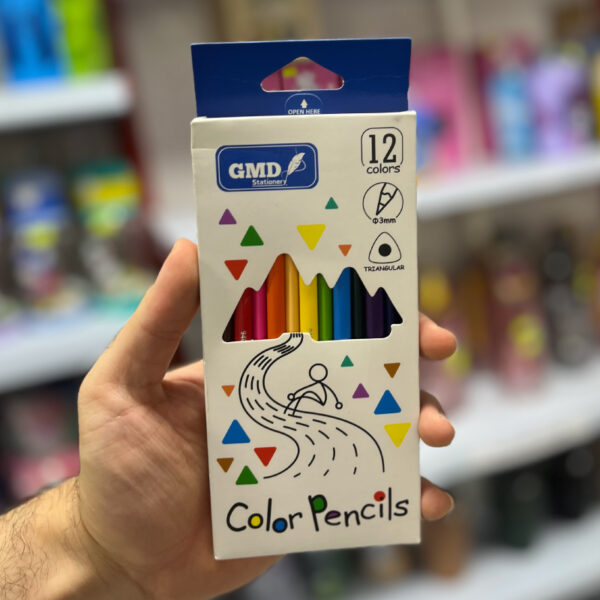 OPEN HERE
GMD
Stationery
12
colors
Φ3mm
TRIANGULAR
Color Pencils